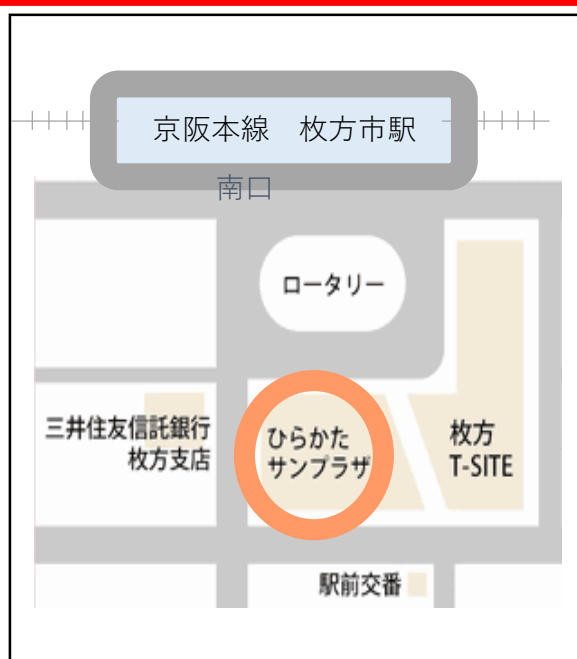 京阪本線　枚方市駅
南口
ロータリー
三井住友信託銀行
枚方支店
ひらかた
サンプラザ
枚方
T-SITE
駅前交番